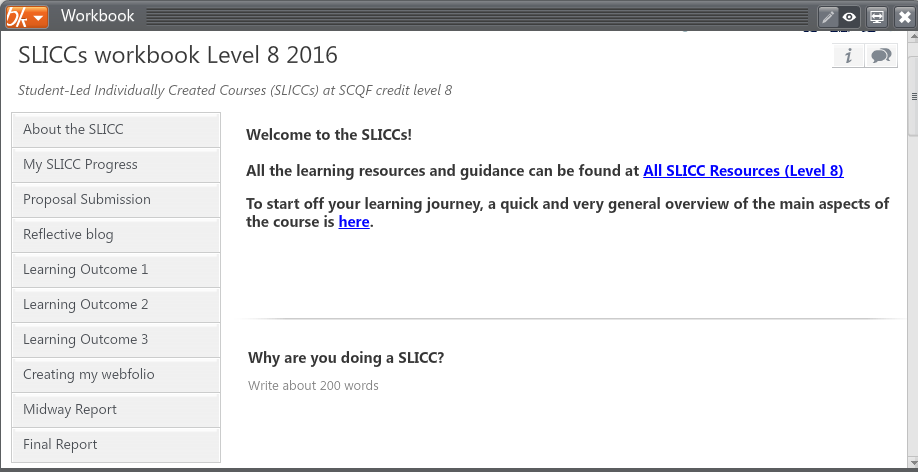 Workbook
SLICCs workbook Level 8 2016
Student-Led Individually Created Courses (SLICCs) at SCQF credit level 8
About the SLICC
My SLICC Progress
Proposal Submission
Reflective blog
Learning Outcome 1
Learning Outcome 2
Learning Outcome 3
Creating my webfolio
Midway Report
Final Report
Welcome to the SLICCs!
All the learning resources and guidance can be found at All SLICC Resources (Level 8)
To start off your learning journey, a quick and very general overview of the main aspects of
the course is here.
Why are you doing a SLICC?
Write about 200 words